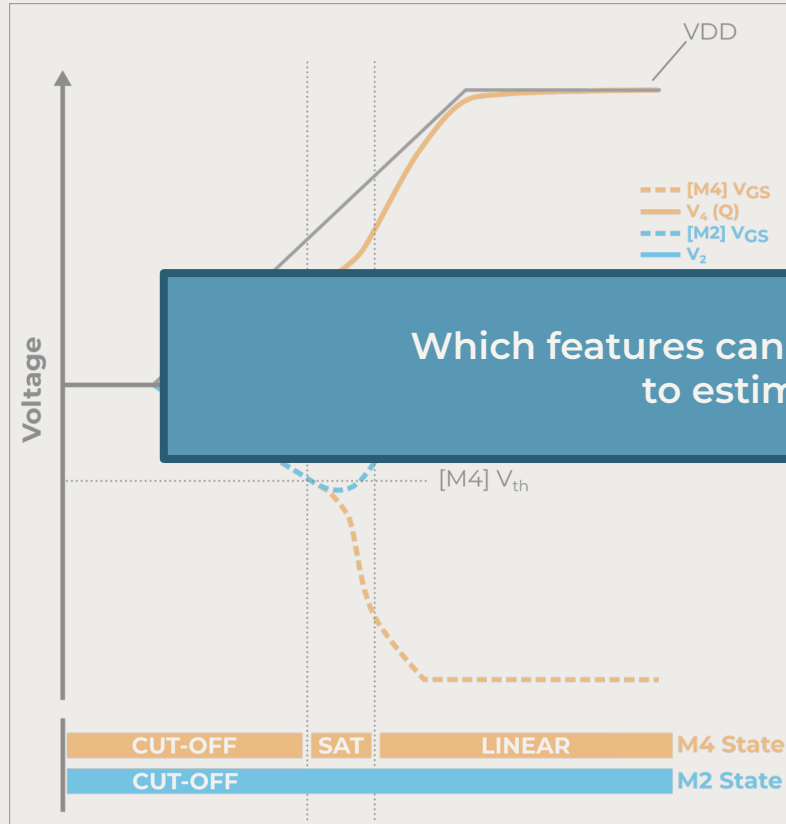 VDD
[M4] VGS
V4 (Q)
[M2] VGS
V2
Voltage
Which features can
to estim
[M4] Vth
CUT-OFF SAT LINEAR M4 State
CUT-OFF M2 State